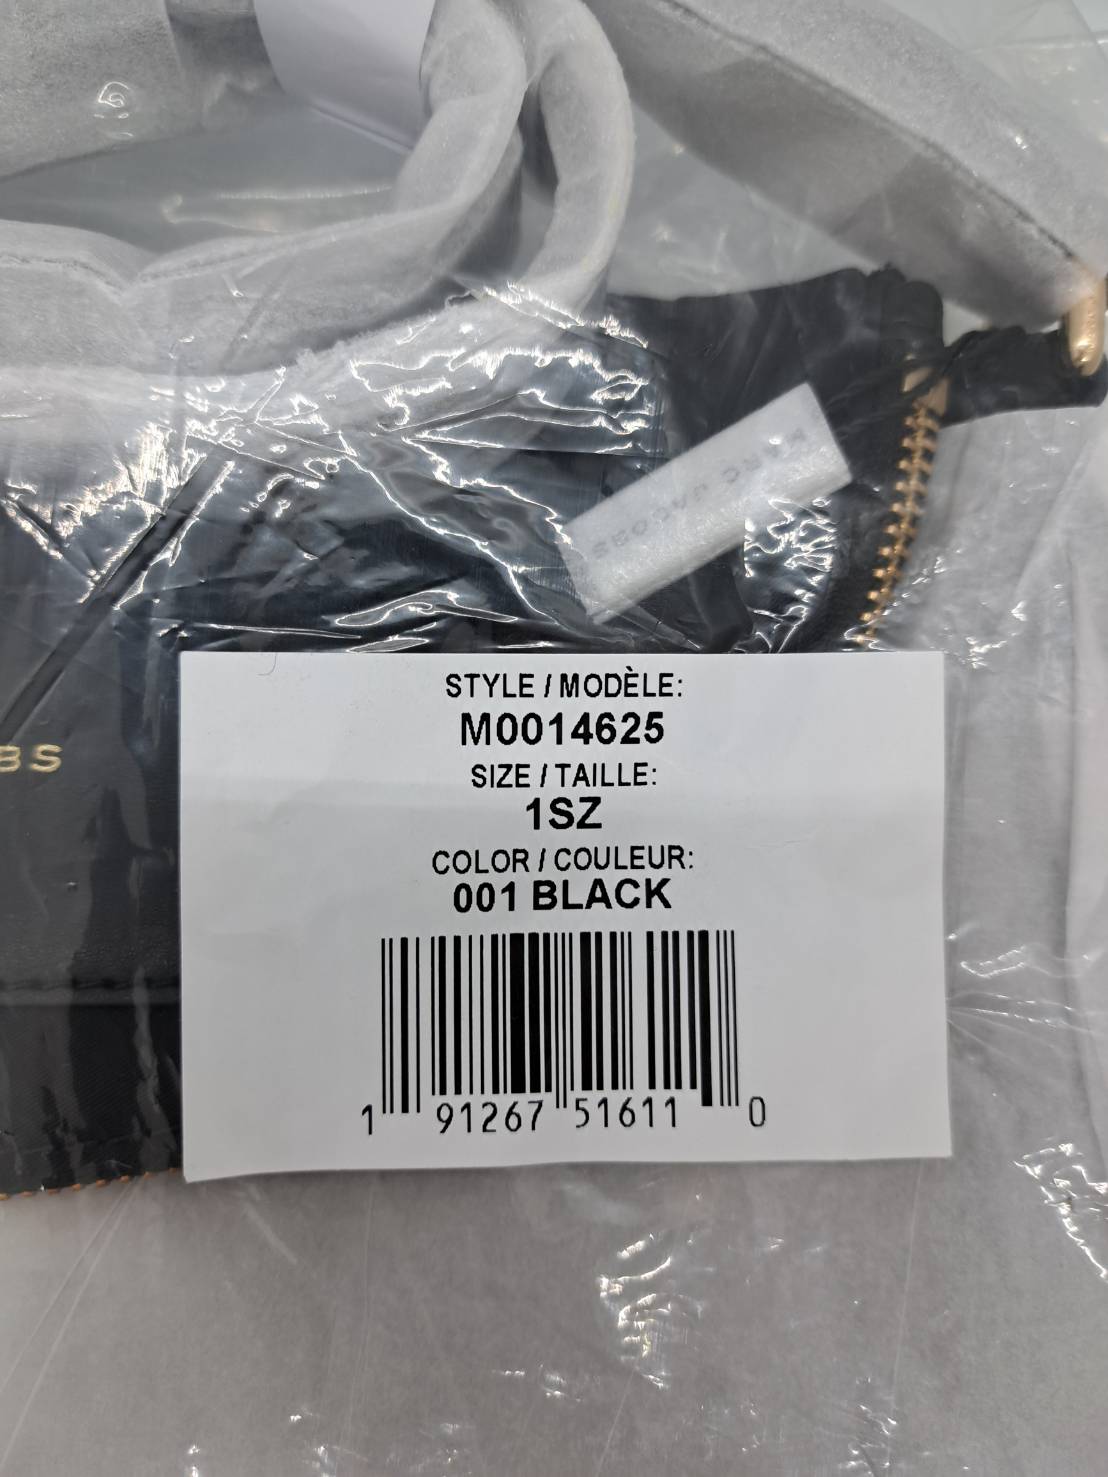 MARC JACOBS
BS
STYLE / MODÈLE:
M0014625
SIZE / TAILLE:
1SZ
COLOR / COULEUR:
001 BLACK
1 91267 51611 0